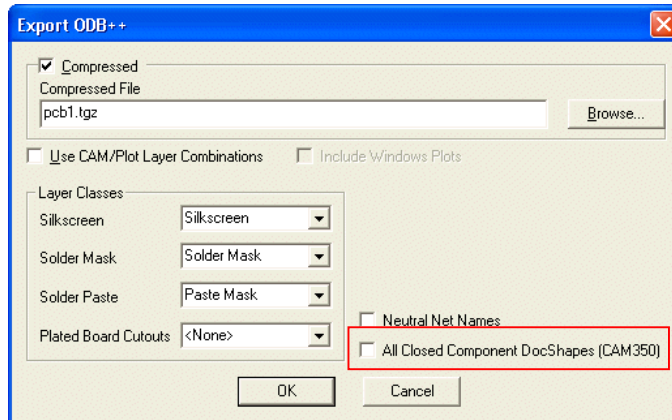 Export ODB++
Compressed
Compressed File
pcb1.tgz
Browse...
Use CAM/Plot Layer Combinations
Include Windows Plots
Layer Classes
Silkscreen
Silkscreen
Solder Mask
Solder Mask
Solder Paste
Paste Mask
Plated Board Cutouts
<None>
Neutral Net Names
All Closed Component DocShapes (CAM350)
OK
Cancel